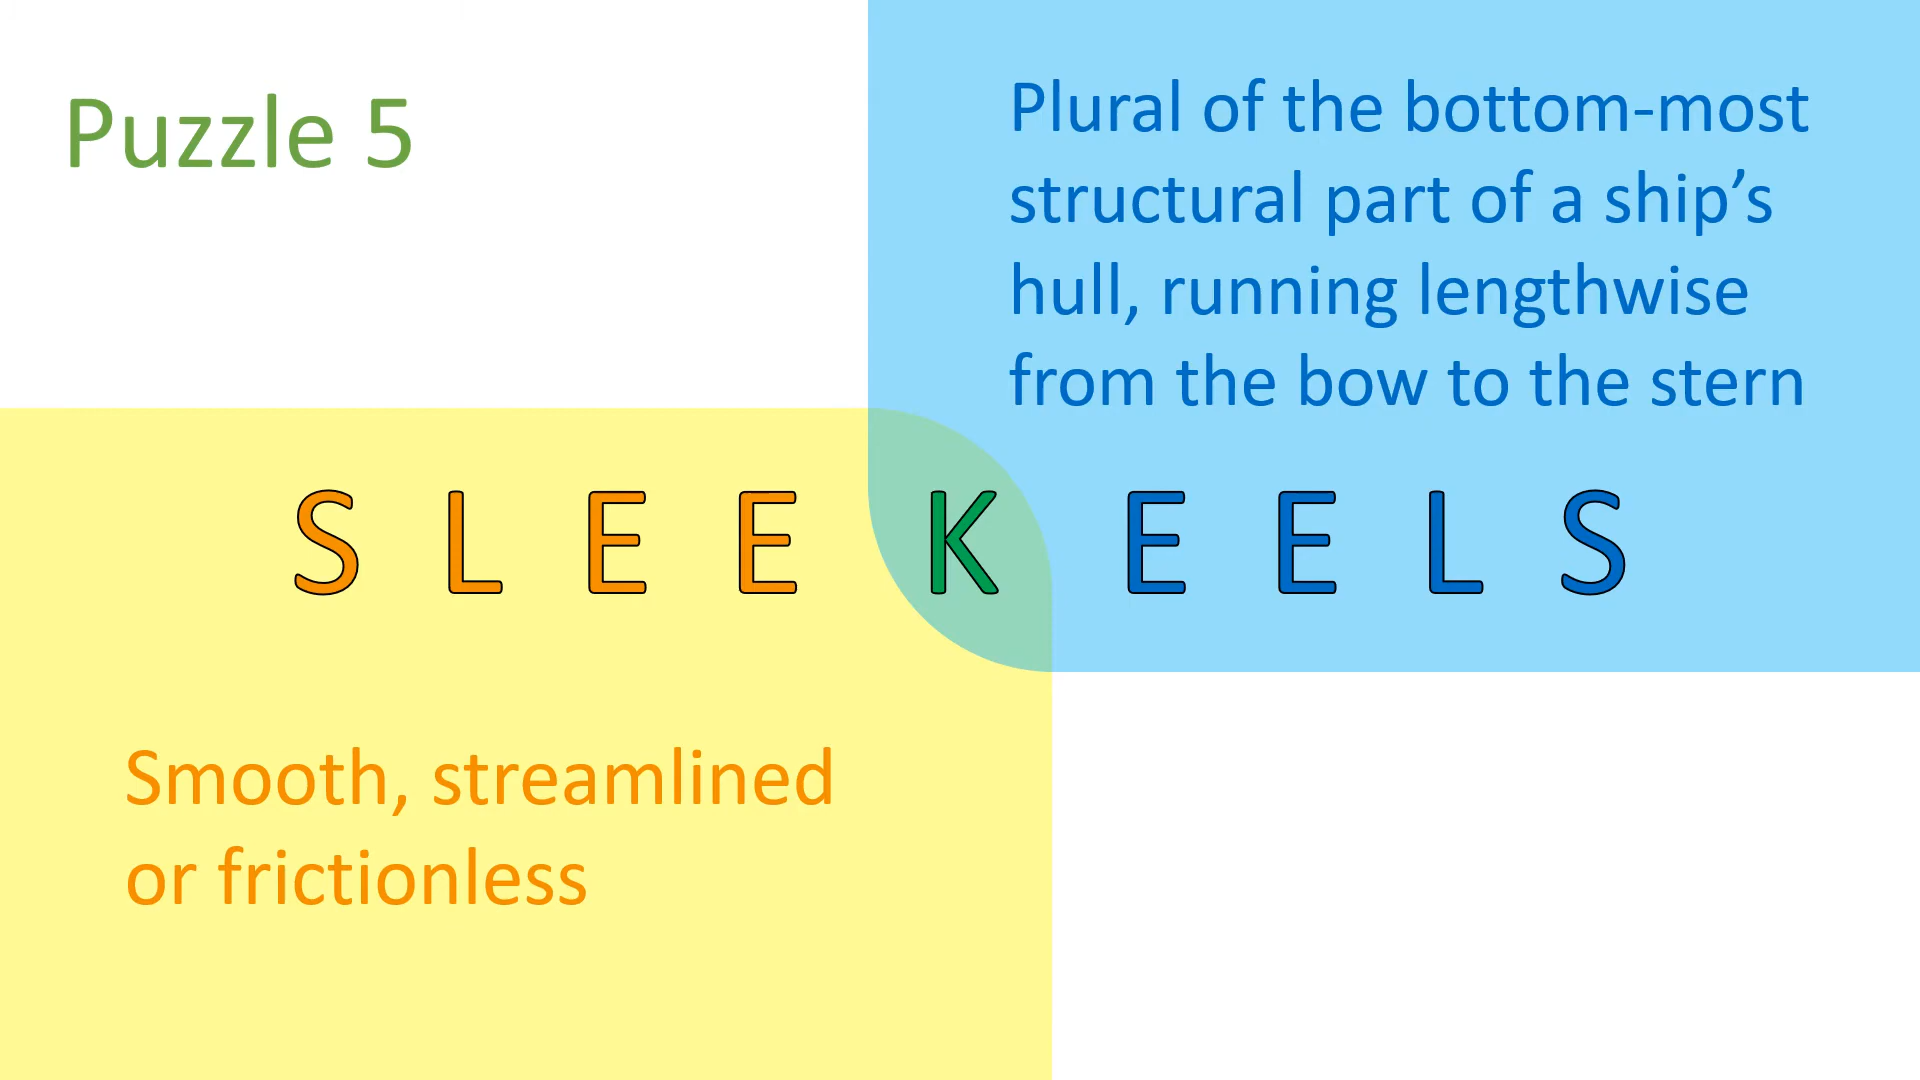 Puzzle 5
Plural of the bottom-most
structural part of a ship’s
hull, running lengthwise
from the bow to the stern
S L E E K E E L S
Smooth, streamlined
or frictionless